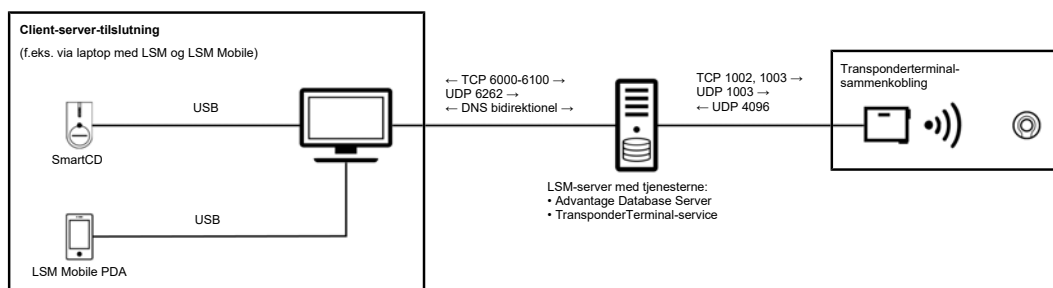 Client-server-tilslutning
(f.eks. via laptop med LSM og LSM Mobile)
USB
SmartCD
USB
LSM Mobile PDA
← TCP 6000-6100 →
UDP 6262 →
← DNS bidirektionel →
LSM-server med tjenesterne:
• Advantage Database Server
• TransponderTerminal-service
TCP 1002, 1003 →
UDP 1003 →
← UDP 4096
Transponderterminal-
sammenkobling